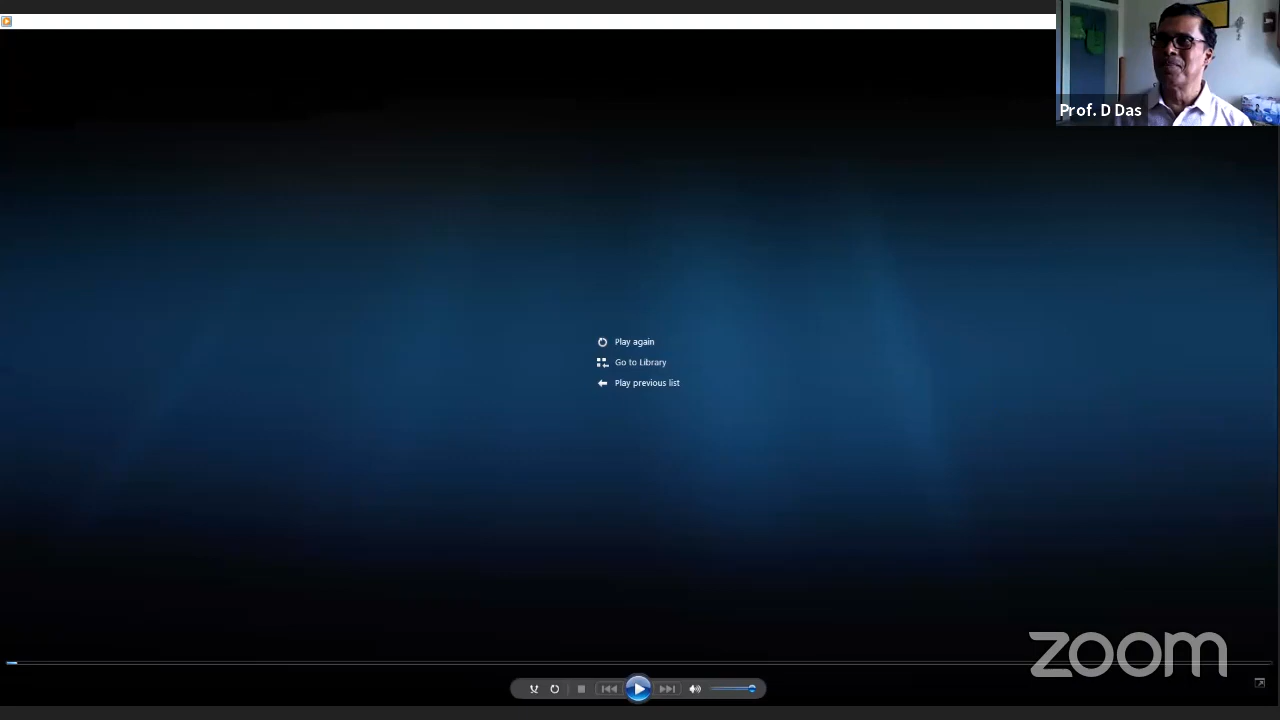 Prof. D Das
Play again
Go to Library
Play previous list
zoom